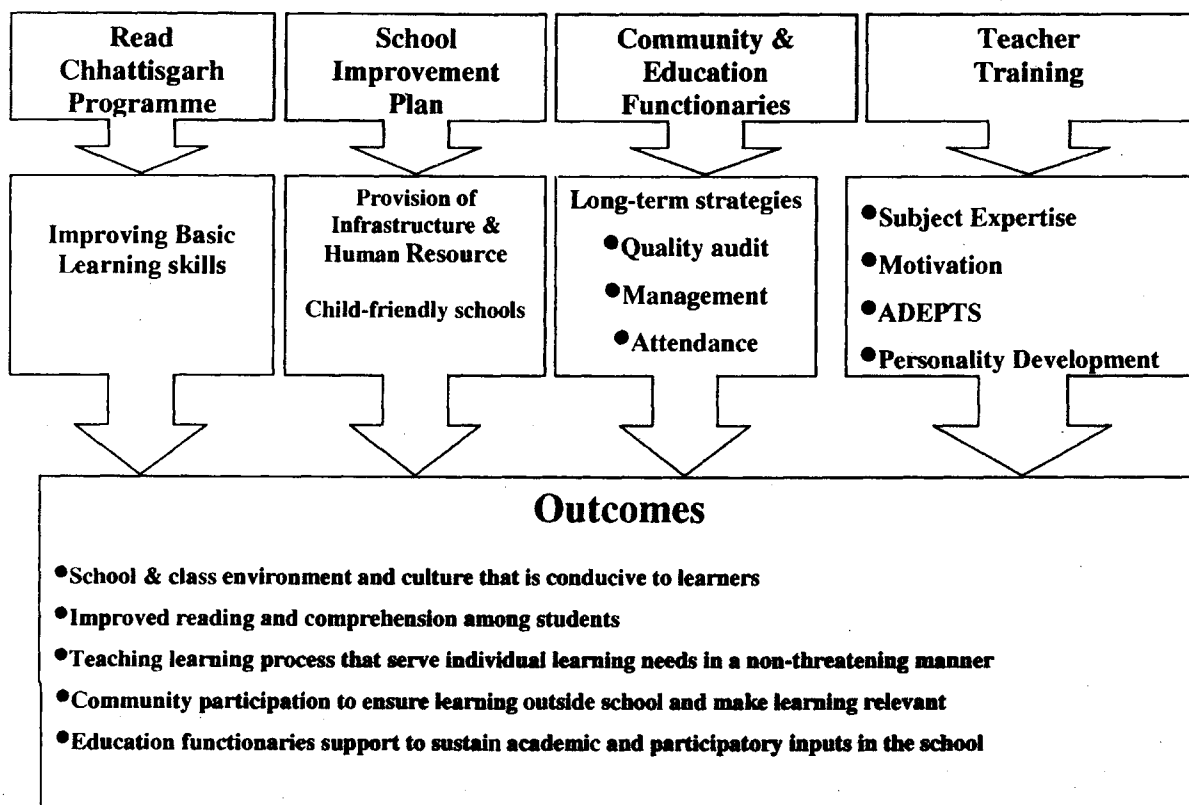 Read
Chhattisgarh
Programme
School
Improvement
Plan
Community &
Education
Functionaries
Teacher
Training
Improving Basic
Learning skills
Provision of
Infrastructure &
Human Resource
Child-friendly schools
Long-term strategies
●Quality audit
●Management
●Attendance
●Subject Expertise
●Motivation
●ADEPTS
●Personality Development
Outcomes
●School & class environment and culture that is conducive to learners
●Improved reading and comprehension among students
●Teaching learning process that serve individual learning needs in a non-threatening manner
●Community participation to ensure learning outside school and make learning relevant
●Education functionaries support to sustain academic and participatory inputs in the school